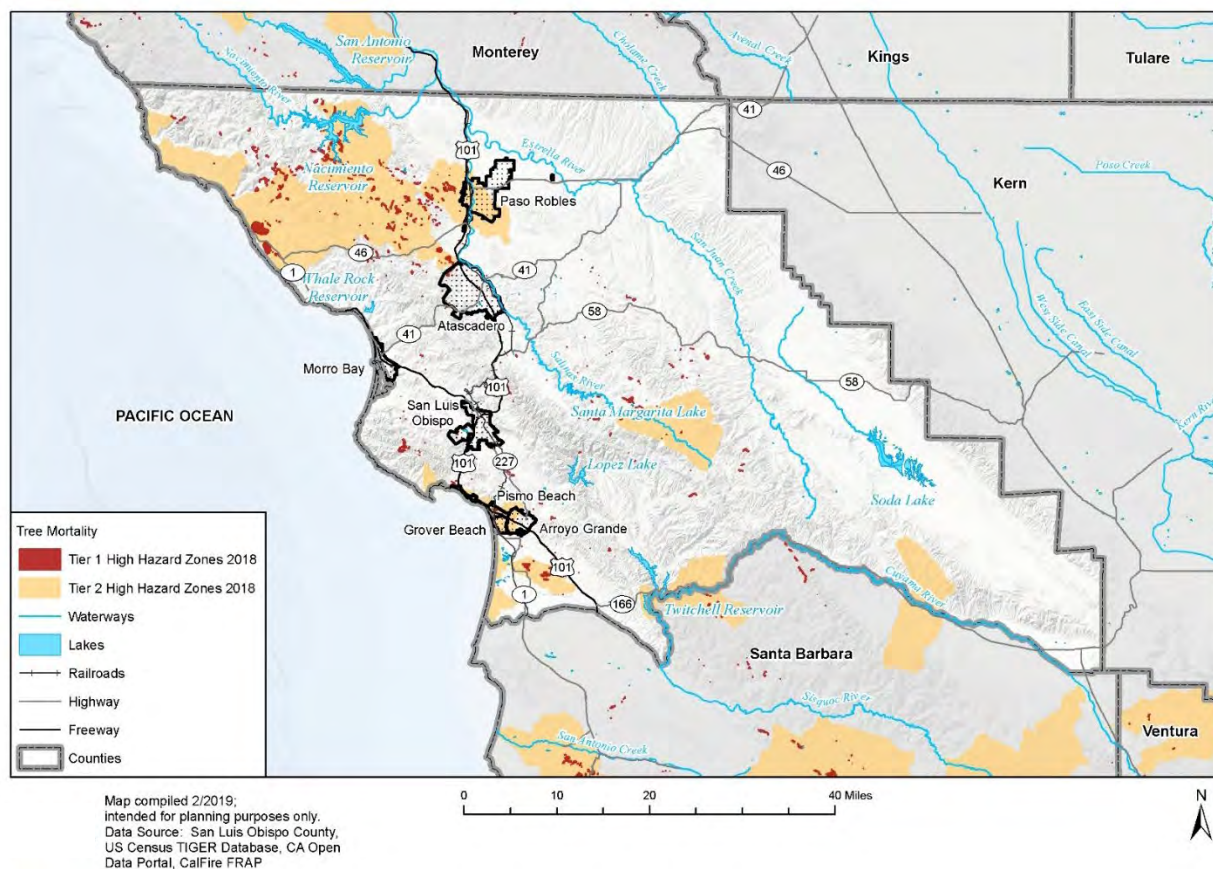 Monterey
Kings
Tulare
San Antonio
Reservoir
Nacimiento River
Cholame Creek
41
46
Poso Creek
101
Estrella River
Kern
Nacimiento
Reservoir
Paso Robles
San Juan Creek
46
1
Whale Rock
Reservoir
41
58
West Side Canal
East Side Canal
Atascadero
41
Morro Bay
Salinas River
58
101
San Luis
Obispo
Santa Margarita Lake
Kern River
PACIFIC OCEAN
101
227
Lopez Lake
Soda Lake
Pismo Beach
Grover Beach
Arroyo Grande
101
1
166
Twitchell Reservoir
Cuyama River
Santa Barbara
Sisquoc River
San Antonio Creek
Ventura
Tree Mortality
Tier 1 High Hazard Zones 2018
Tier 2 High Hazard Zones 2018
Waterways
Lakes
Railroads
Highway
Freeway
Counties
Map compiled 2/2019;
intended for planning purposes only.
Data Source: San Luis Obispo County,
US Census TIGER Database, CA Open
Data Portal, CalFire FRAP
0 10 20 40 Miles
N